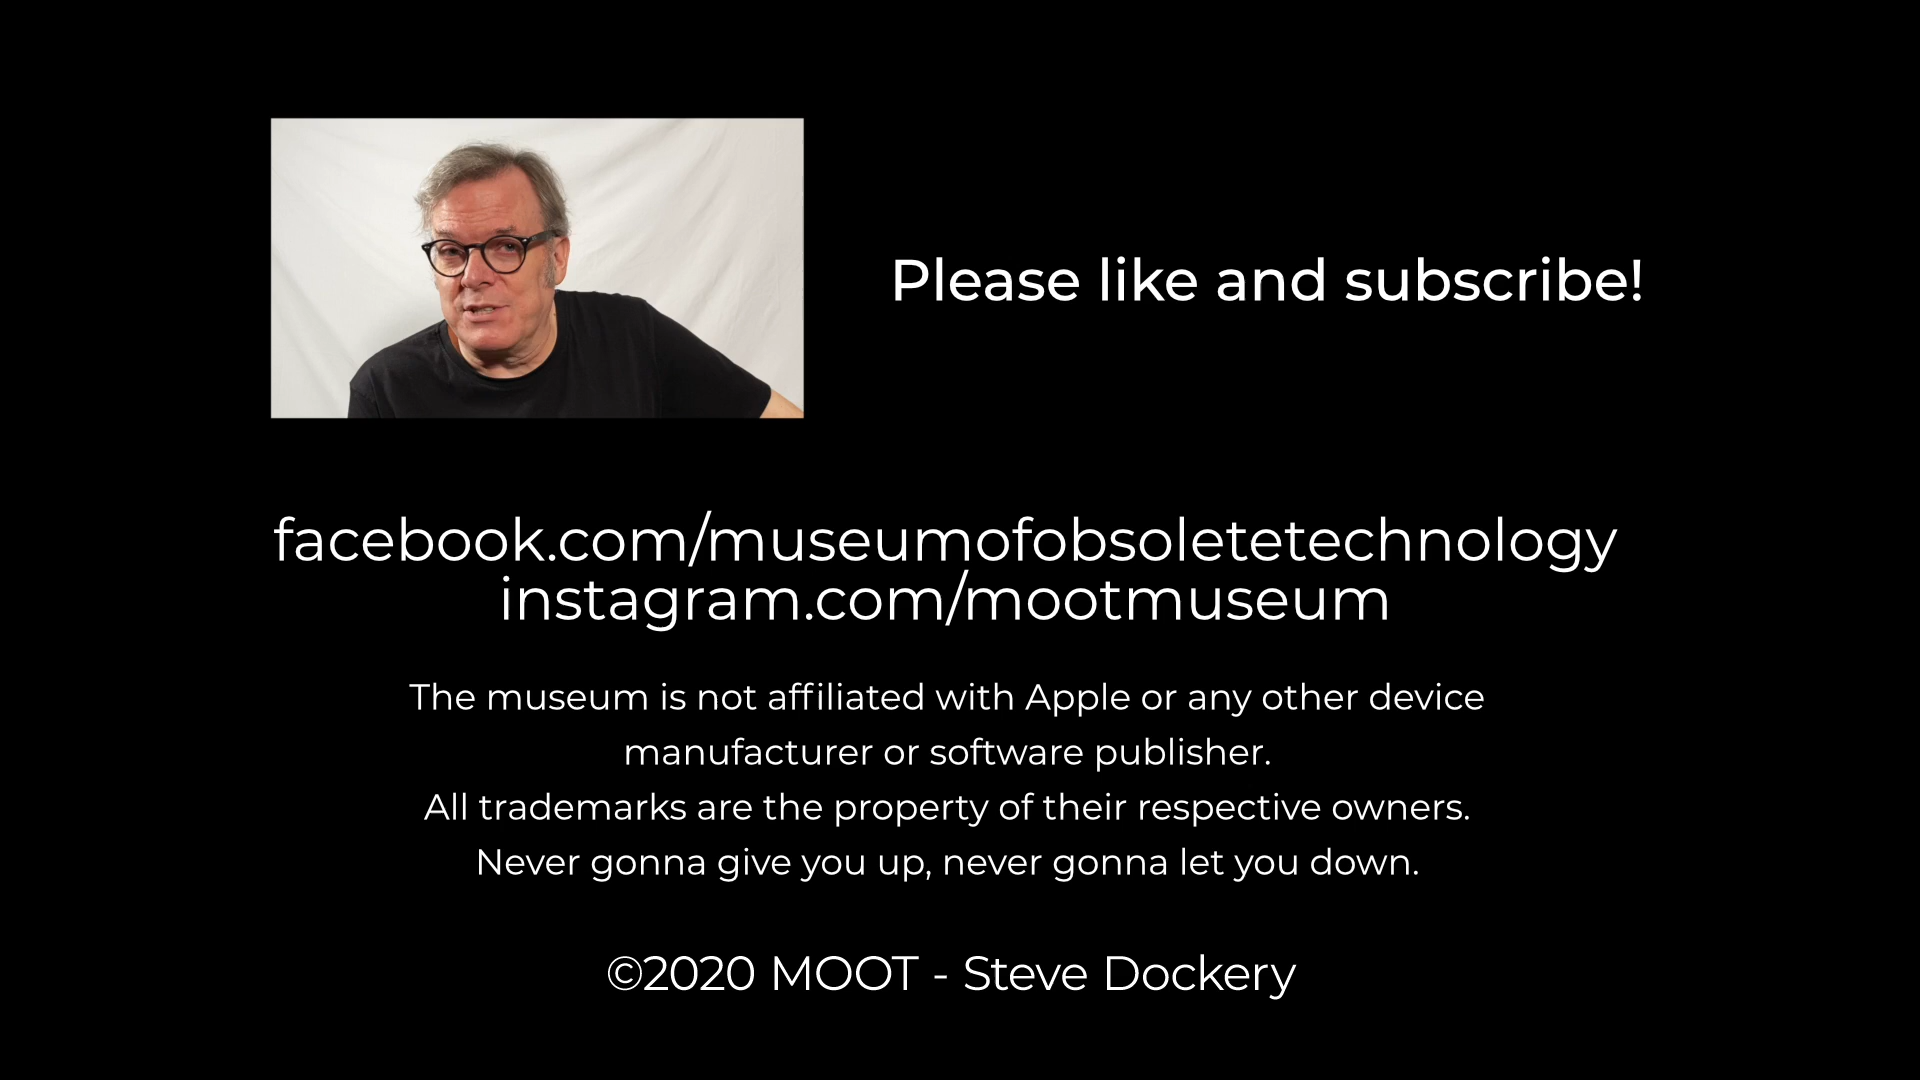 Please like and subscribe!
facebook.com/museumofobsoletetechnology
instagram.com/mootmuseum
The museum is not affiliated with Apple or any other device
manufacturer or software publisher.
All trademarks are the property of their respective owners.
Never gonna give you up, never gonna let you down.
©2020 MOOT - Steve Dockery